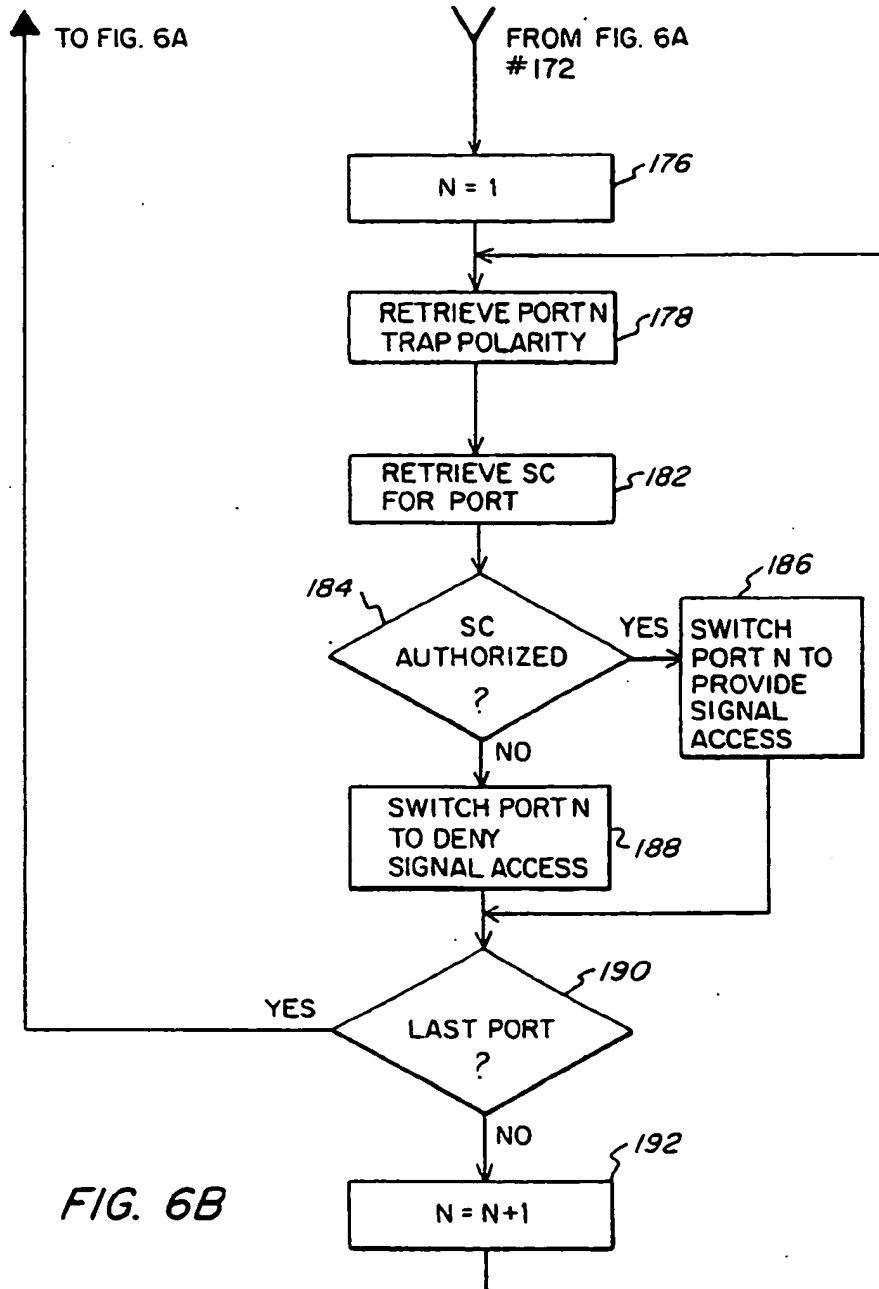 TO FIG. 6A
FROM FIG. 6A
#172
176
N = 1
RETRIEVE PORT N
TRAP POLARITY
178
RETRIEVE SC
FOR PORT
182
184
SC
AUTHORIZED
?
YES
186
SWITCH
PORT N TO
PROVIDE
SIGNAL
ACCESS
NO
SWITCH PORT N
TO DENY
SIGNAL ACCESS
188
190
YES
LAST PORT
?
NO
192
N = N+1
FIG. 6B